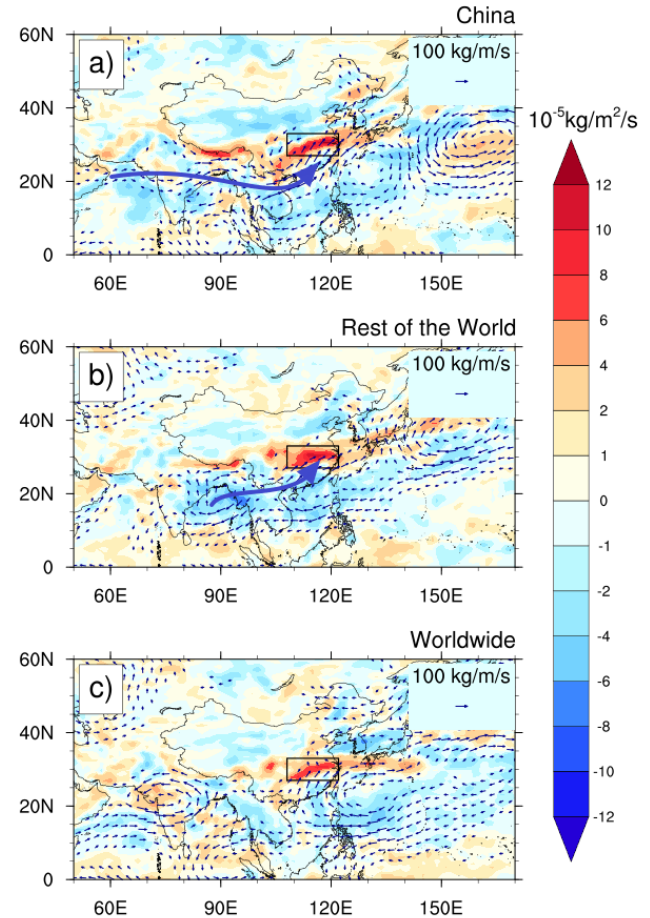 China
60N
a)
100 kg/m/s
40N
20N
0
60E 90E 120E 150E
Rest of the World
60N
b)
100 kg/m/s
40N
20N
0
60E 90E 120E 150E
Worldwide
60N
c)
100 kg/m/s
40N
20N
0
60E 90E 120E 150E
10⁻⁵kg/m²/s
12
10
8
6
4
2
1
0
-1
-2
-4
-6
-8
-10
-12